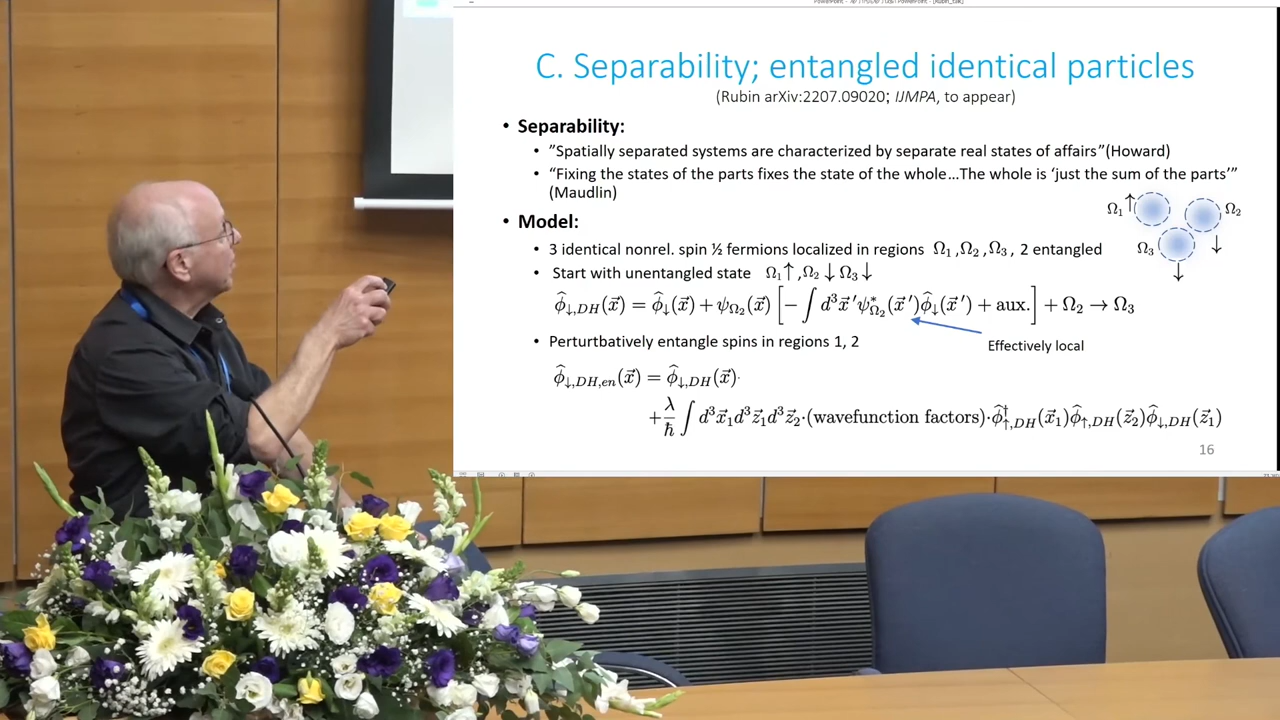 C. Separability; entangled identical particles
(Rubin arXiv:2207.09020; IJMPA, to appear)
• Separability:
• ”Spatially separated systems are characterized by separate real states of affairs”(Howard)
• “Fixing the states of the parts fixes the state of the whole…The whole is ‘just the sum of the parts’”
(Maudlin)
Ω₁ ↑ Ω₂
Ω₃ ↓
↓
• Model:
• 3 identical nonrel. spin ½ fermions localized in regions Ω₁ ,Ω₂ ,Ω₃ , 2 entangled
• Start with unentangled state Ω₁↑ ,Ω₂ ↓ Ω₃ ↓
φ̂↓,DH(x⃗) = φ̂↓(x⃗) + ψΩ₂(x⃗) [− ∫ d³x⃗ ′ψ*Ω₂(x⃗ ′)φ̂↓(x⃗ ′) + aux.] + Ω₂ → Ω₃
Effectively local
• Perturtbatively entangle spins in regions 1, 2
φ̂↓,DH,en(x⃗) = φ̂↓,DH(x⃗)
+ λ/ħ ∫ d³x⃗₁d³z⃗₁d³z⃗₂·(wavefunction factors)·φ̂†↑,DH(x⃗₁)φ̂↑,DH(z⃗₂)φ̂↓,DH(z⃗₁)
16